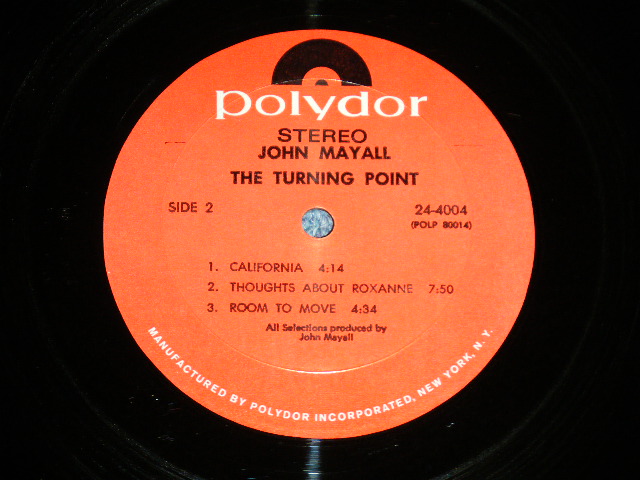 polydor
STEREO
JOHN MAYALL
THE TURNING POINT
SIDE 2
24-4004
(POLP 80014)
1. CALIFORNIA 4:14
2. THOUGHTS ABOUT ROXANNE 7:50
3. ROOM TO MOVE 4:34
All Selections produced by
John Mayall
MANUFACTURED BY POLYDOR INCORPORATED, NEW YORK, N. Y.